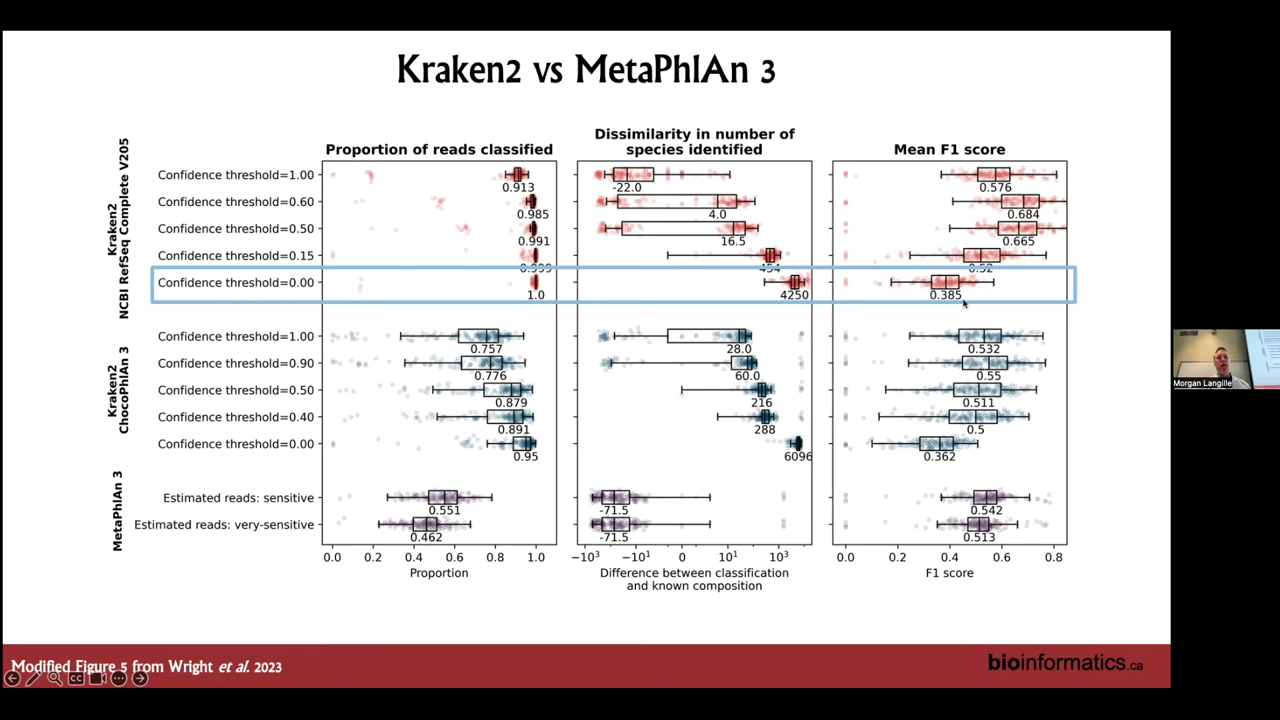 Kraken2 vs MetaPhlAn 3
Proportion of reads classified
Dissimilarity in number of
species identified
Mean F1 score
Kraken2
NCBI RefSeq Complete V205
Confidence threshold=1.00
0.913
-22.0
0.576
Confidence threshold=0.60
0.985
4.0
0.684
Confidence threshold=0.50
0.991
16.5
0.665
Confidence threshold=0.15
0.999
454
0.52
Confidence threshold=0.00
1.0
4250
0.385
Kraken2
ChocoPhlAn 3
Confidence threshold=1.00
0.757
28.0
0.532
Confidence threshold=0.90
0.776
60.0
0.55
Confidence threshold=0.50
0.879
216
0.511
Confidence threshold=0.40
0.891
288
0.5
Confidence threshold=0.00
0.95
6096
0.362
MetaPhlAn 3
Estimated reads: sensitive
0.551
-71.5
0.542
Estimated reads: very-sensitive
0.462
-71.5
0.513
0.0 0.2 0.4 0.6 0.8 1.0
Proportion
−10³ −10¹ 0 10¹ 10³
Difference between classification
and known composition
0.0 0.2 0.4 0.6 0.8
F1 score
Morgan Langille
Modified Figure 5 from Wright et al. 2023
bioinformatics.ca
CC